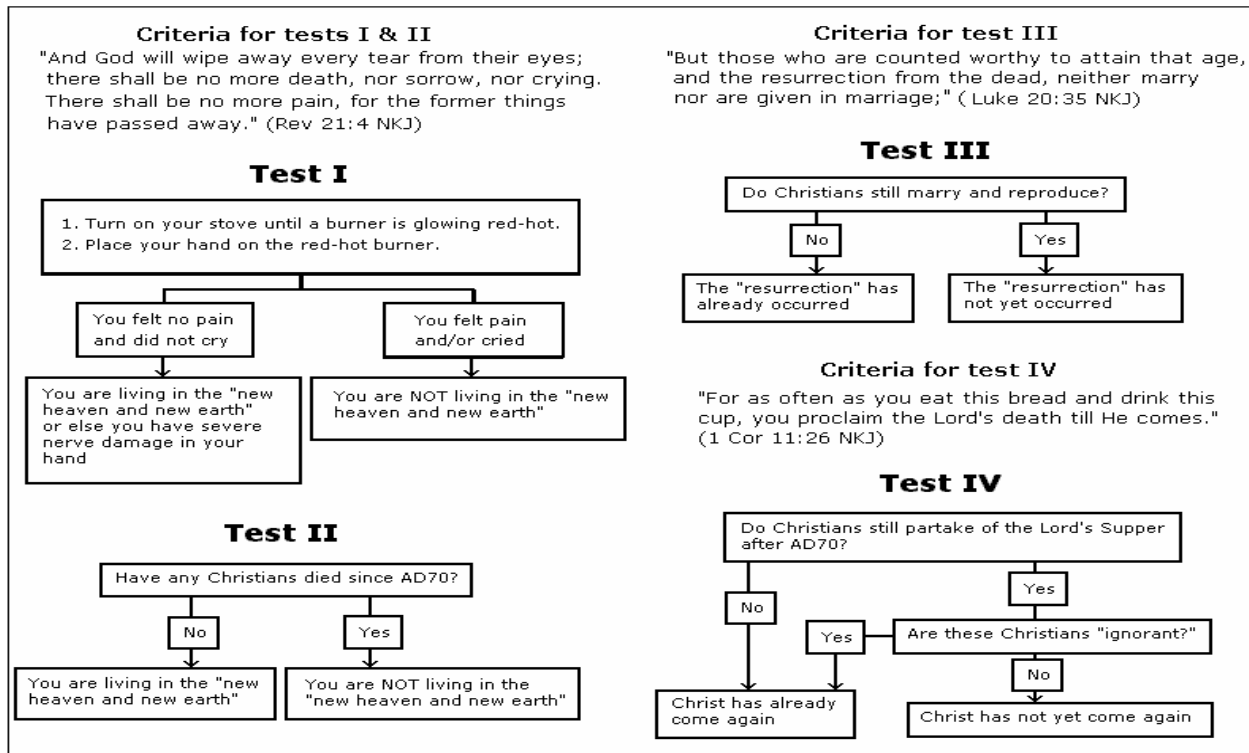 Criteria for tests I & II
"And God will wipe away every tear from their eyes;
there shall be no more death, nor sorrow, nor crying.
There shall be no more pain, for the former things
have passed away." (Rev 21:4 NKJ)
Test I
1. Turn on your stove until a burner is glowing red-hot.
2. Place your hand on the red-hot burner.
You felt no pain
and did not cry
You felt pain
and/or cried
You are living in the "new
heaven and new earth"
or else you have severe
nerve damage in your
hand
You are NOT living in the "new
heaven and new earth"
Test II
Have any Christians died since AD70?
No
Yes
You are living in the "new
heaven and new earth"
You are NOT living in the
"new heaven and new earth"
Criteria for test III
"But those who are counted worthy to attain that age,
and the resurrection from the dead, neither marry
nor are given in marriage;" (Luke 20:35 NKJ)
Test III
Do Christians still marry and reproduce?
No
Yes
The "resurrection" has
already occurred
The "resurrection" has
not yet occurred
Criteria for test IV
"For as often as you eat this bread and drink this
cup, you proclaim the Lord's death till He comes."
(1 Cor 11:26 NKJ)
Test IV
Do Christians still partake of the Lord's Supper
after AD70?
No
Yes
Yes
Are these Christians "ignorant?"
No
Christ has already
come again
Christ has not yet come again